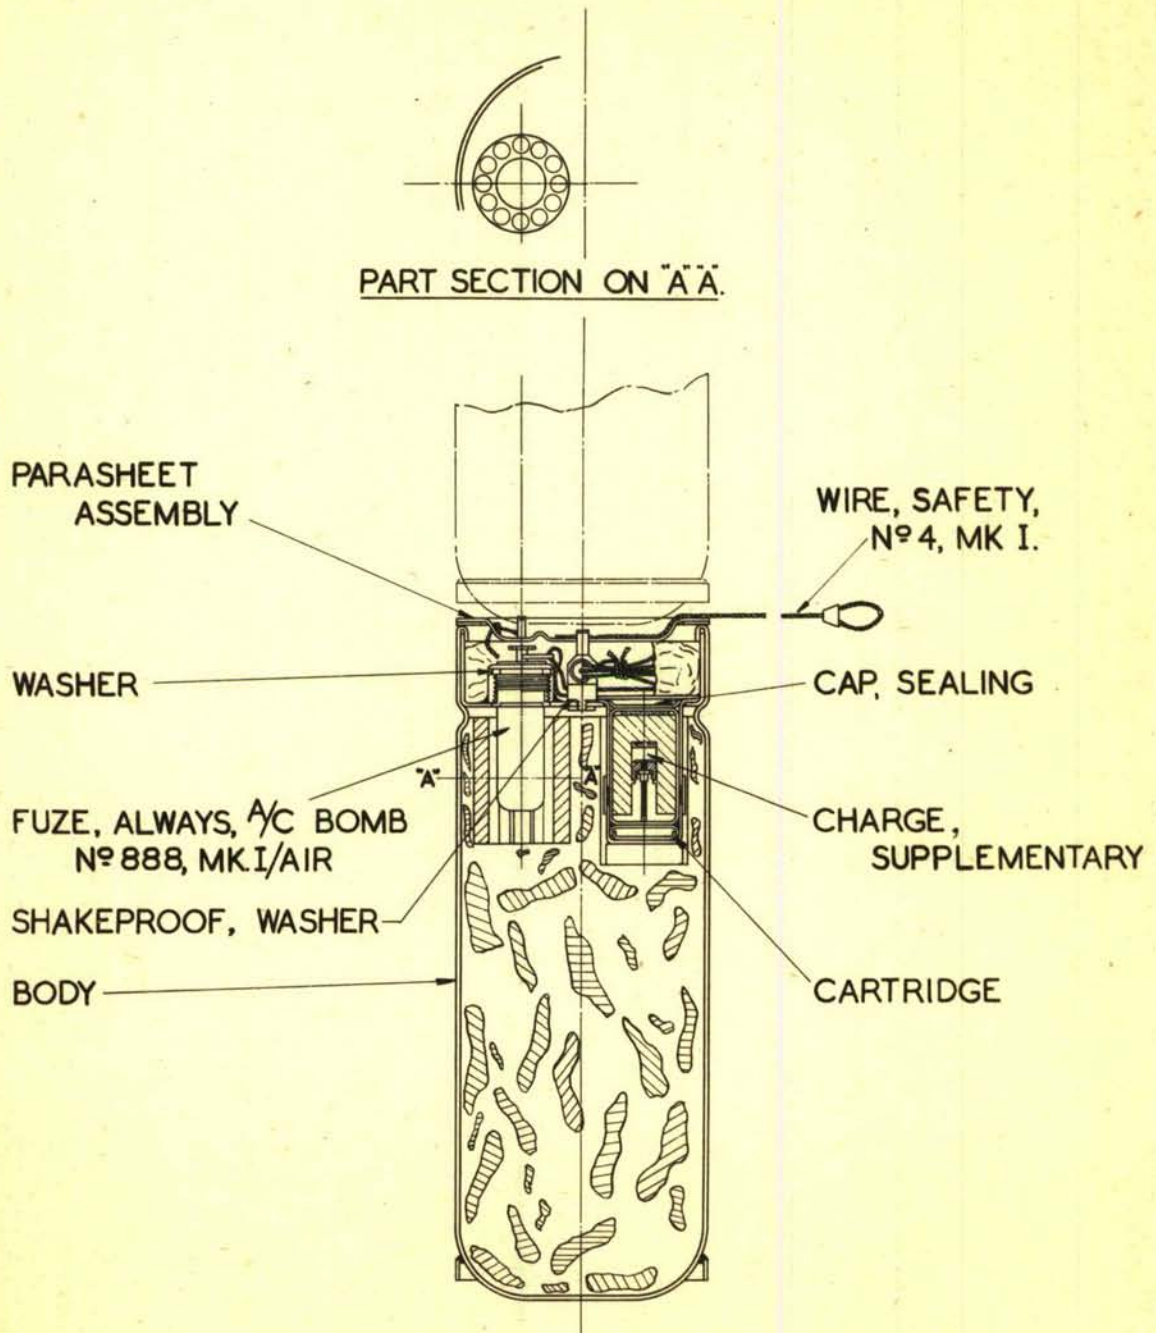 PART SECTION ON "A" "A".
PARASHEET
ASSEMBLY
WIRE, SAFETY,
Nº 4, MK I.
WASHER
CAP, SEALING
"A"
"A"
FUZE, ALWAYS, A/C BOMB
Nº 888, MK.I/AIR
CHARGE,
SUPPLEMENTARY
SHAKEPROOF, WASHER
BODY
CARTRIDGE